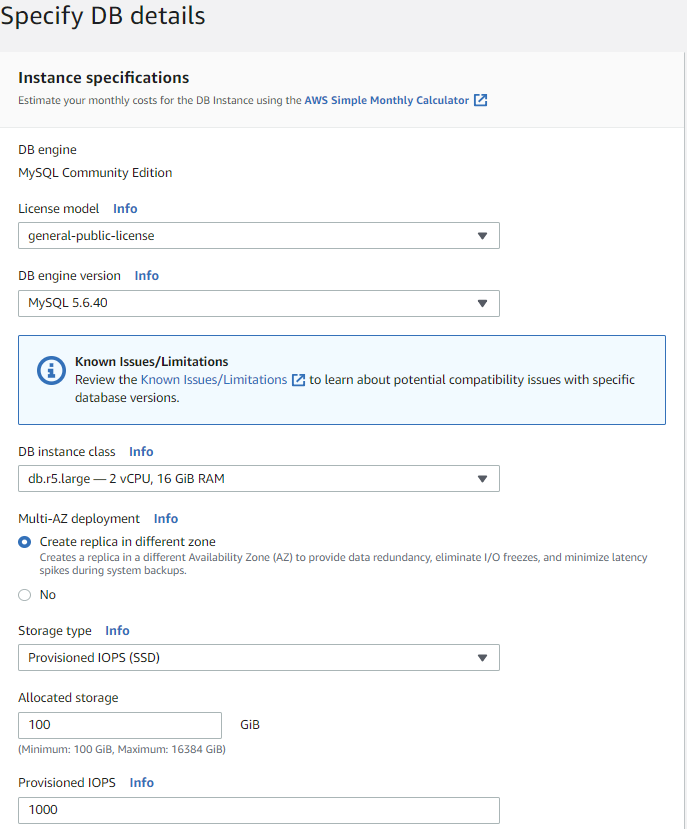 Specify DB details
Instance specifications
Estimate your monthly costs for the DB Instance using the AWS Simple Monthly Calculator
DB engine
MySQL Community Edition
License model Info
general-public-license
DB engine version Info
MySQL 5.6.40
Known Issues/Limitations
Review the Known Issues/Limitations to learn about potential compatibility issues with specific
database versions.
DB instance class Info
db.r5.large — 2 vCPU, 16 GiB RAM
Multi-AZ deployment Info
Create replica in different zone
Creates a replica in a different Availability Zone (AZ) to provide data redundancy, eliminate I/O freezes, and minimize latency
spikes during system backups.
No
Storage type Info
Provisioned IOPS (SSD)
Allocated storage
100 GiB
(Minimum: 100 GiB, Maximum: 16384 GiB)
Provisioned IOPS Info
1000